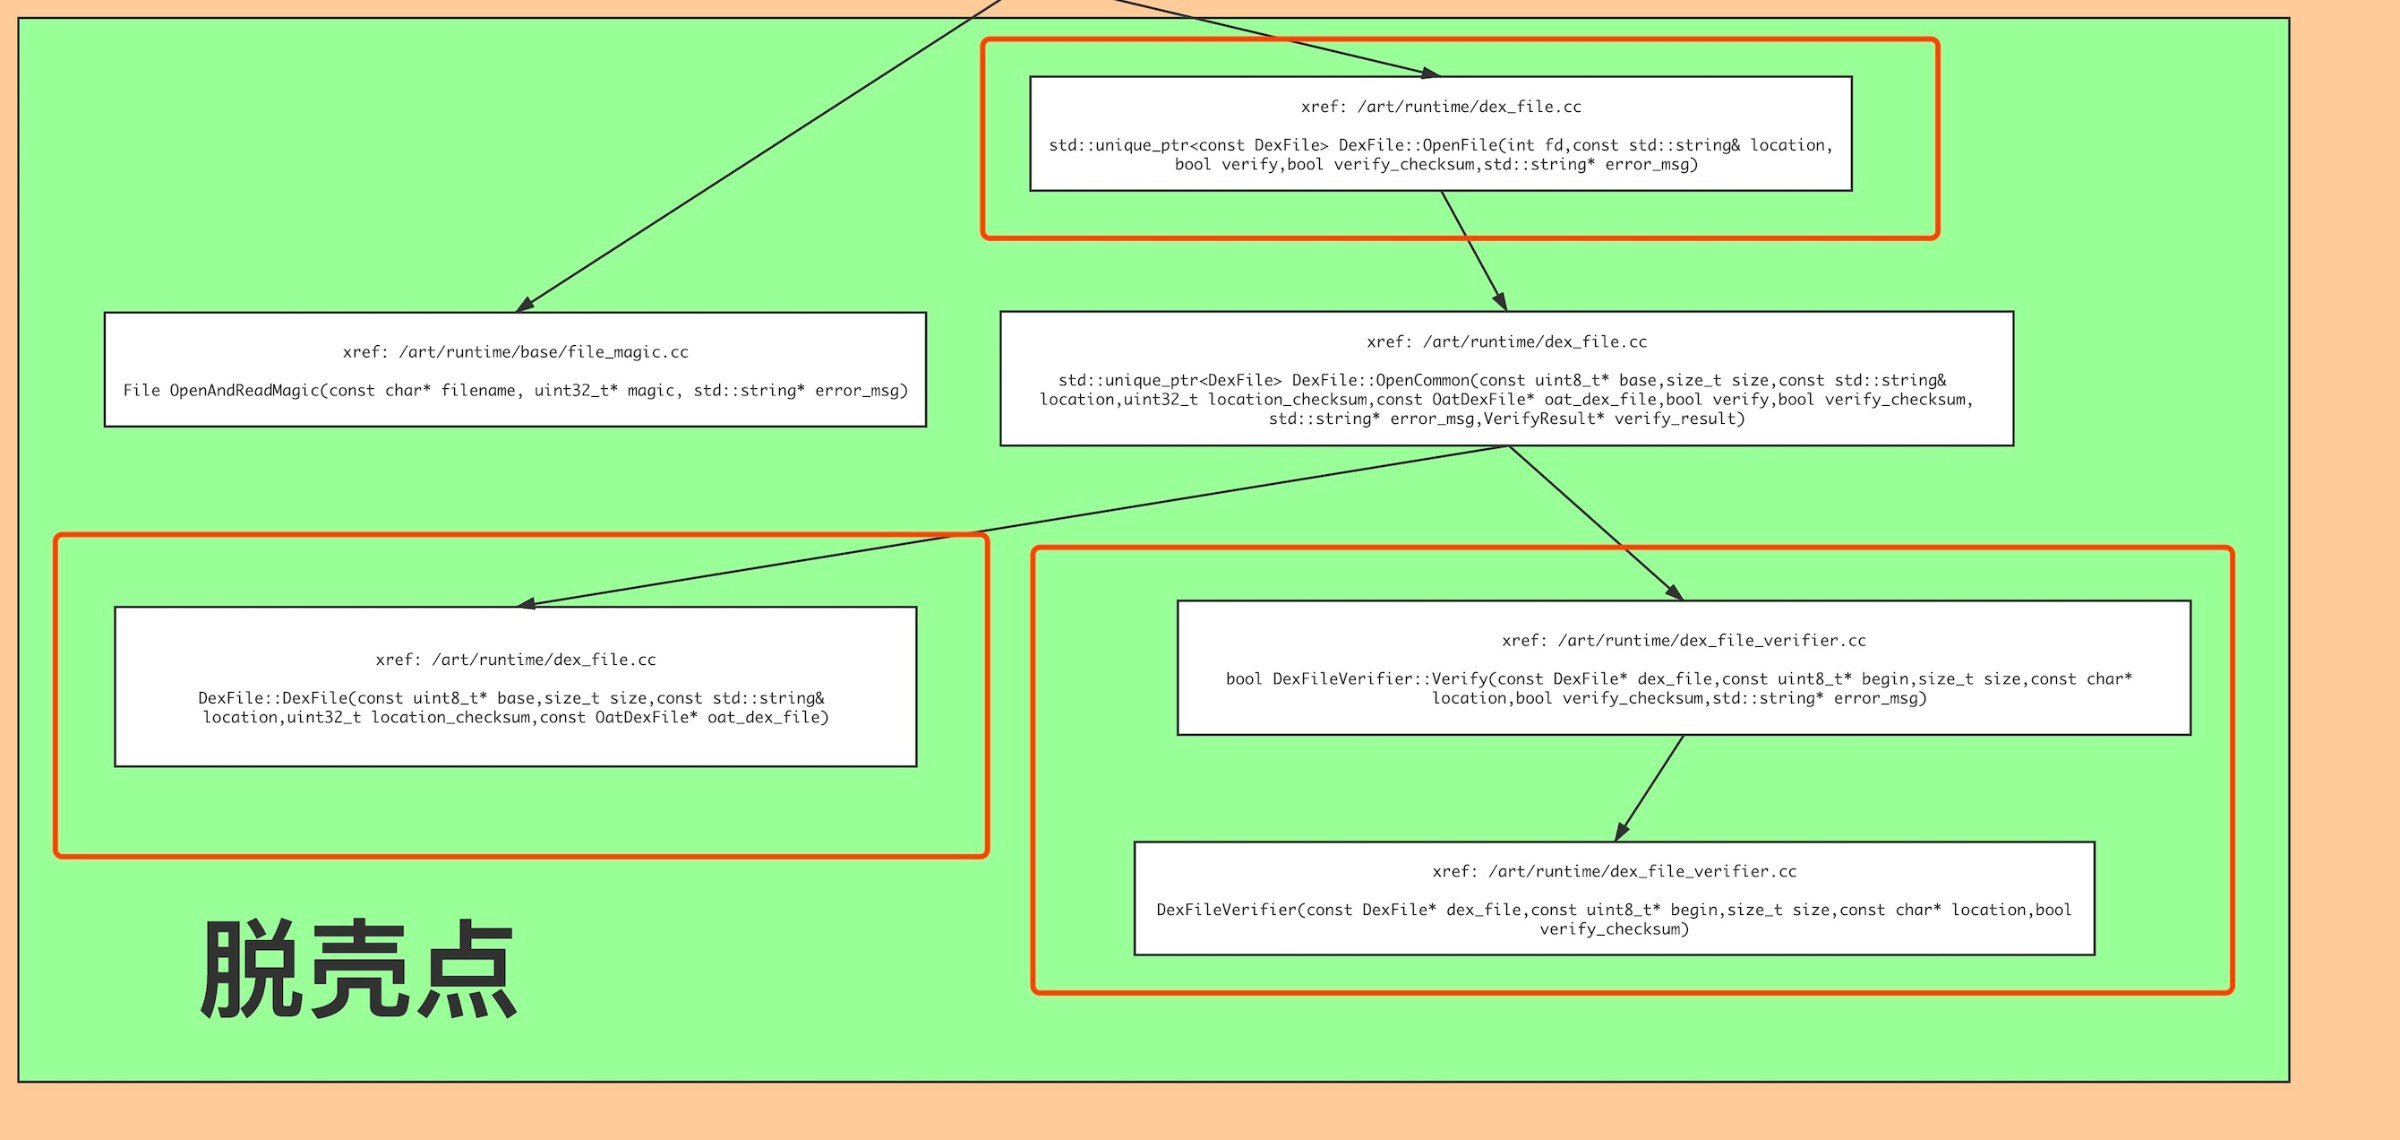 xref: /art/runtime/dex_file.cc
std::unique_ptr<const DexFile> DexFile::OpenFile(int fd,const std::string& location,
bool verify,bool verify_checksum,std::string* error_msg)
xref: /art/runtime/base/file_magic.cc
File OpenAndReadMagic(const char* filename, uint32_t* magic, std::string* error_msg)
xref: /art/runtime/dex_file.cc
std::unique_ptr<DexFile> DexFile::OpenCommon(const uint8_t* base,size_t size,const std::string&
location,uint32_t location_checksum,const OatDexFile* oat_dex_file,bool verify,bool verify_checksum,
std::string* error_msg,VerifyResult* verify_result)
xref: /art/runtime/dex_file.cc
DexFile::DexFile(const uint8_t* base,size_t size,const std::string&
location,uint32_t location_checksum,const OatDexFile* oat_dex_file)
xref: /art/runtime/dex_file_verifier.cc
bool DexFileVerifier::Verify(const DexFile* dex_file,const uint8_t* begin,size_t size,const char*
location,bool verify_checksum,std::string* error_msg)
xref: /art/runtime/dex_file_verifier.cc
DexFileVerifier(const DexFile* dex_file,const uint8_t* begin,size_t size,const char* location,bool
verify_checksum)
脱壳点